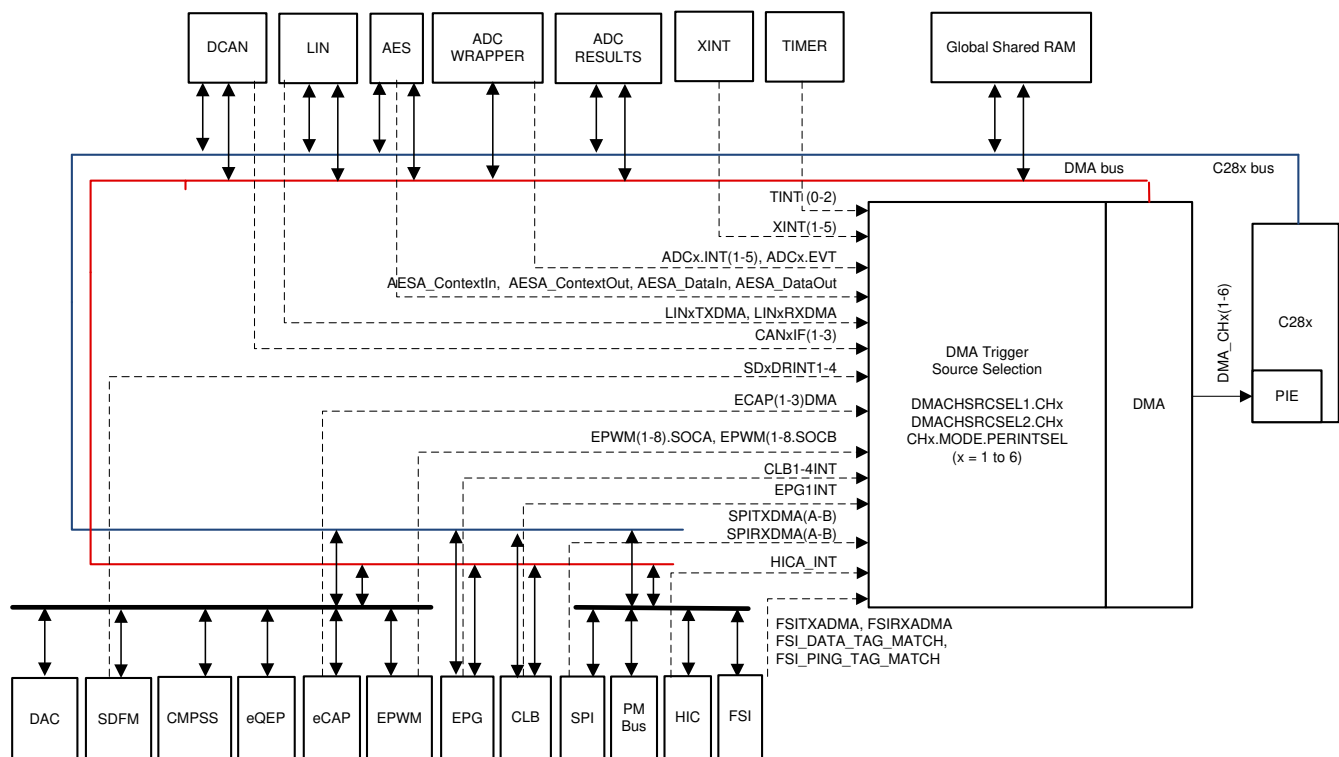 DCAN
LIN
AES
ADC
WRAPPER
ADC
RESULTS
XINT
TIMER
Global Shared RAM
DMA bus
C28x bus
TINT(0-2)
XINT(1-5)
ADCx.INT(1-5), ADCx.EVT
AESA_ContextIn, AESA_ContextOut, AESA_DataIn, AESA_DataOut
LINxTXDMA, LINxRXDMA
CANxIF(1-3)
SDxDRINT1-4
ECAP(1-3)DMA
EPWM(1-8).SOCA, EPWM(1-8.SOCB
CLB1-4INT
EPG1INT
SPITXDMA(A-B)
SPIRXDMA(A-B)
HICA_INT
FSITXADMA, FSIRXADMA
FSI_DATA_TAG_MATCH,
FSI_PING_TAG_MATCH
DMA Trigger
Source Selection
DMACHSRCSEL1.CHx
DMACHSRCSEL2.CHx
CHx.MODE.PERINTSEL
(x = 1 to 6)
DMA
DMA_CHx(1-6)
C28x
PIE
DAC
SDFM
CMPSS
eQEP
eCAP
EPWM
EPG
CLB
SPI
PM
Bus
HIC
FSI